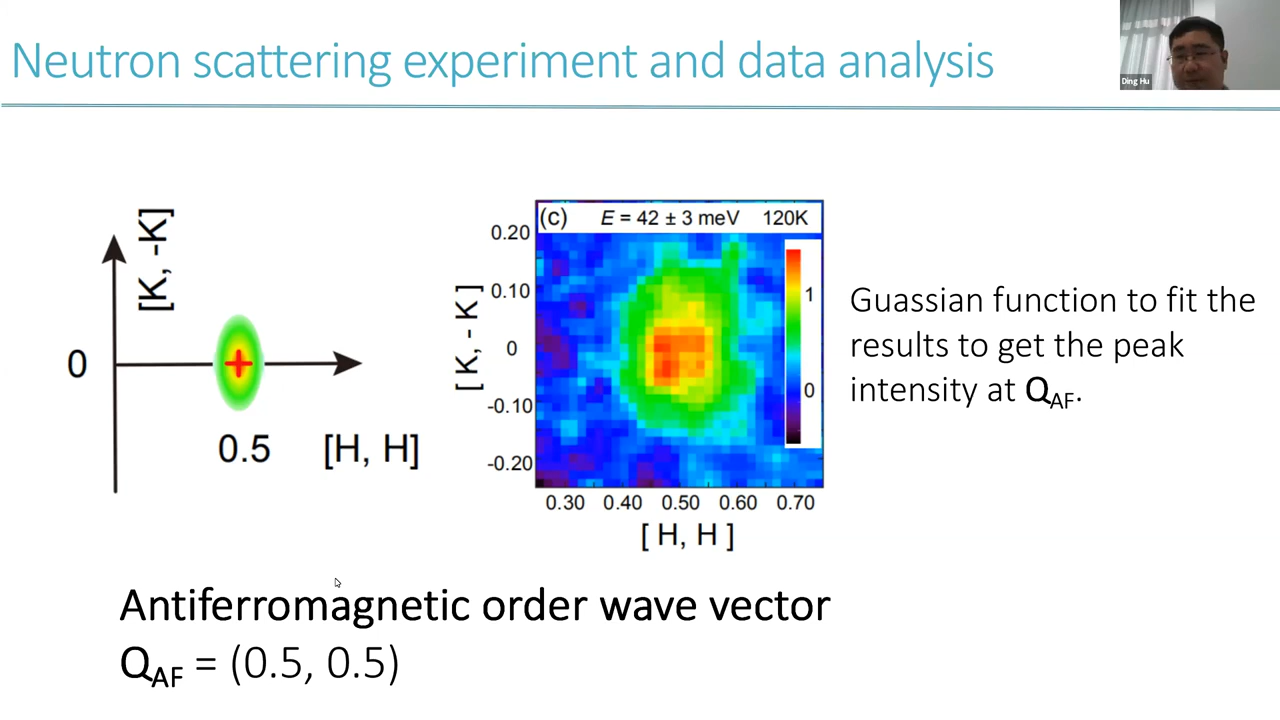 Neutron scattering experiment and data analysis
Ding Hu
[K, -K]
0
0.5
[H, H]
(c) E = 42 ± 3 meV 120K
0.20
0.10
0
-0.10
-0.20
[ K, - K ]
1
0
0.30 0.40 0.50 0.60 0.70
[ H, H ]
Guassian function to fit the
results to get the peak
intensity at QAF.
Antiferromagnetic order wave vector
QAF = (0.5, 0.5)